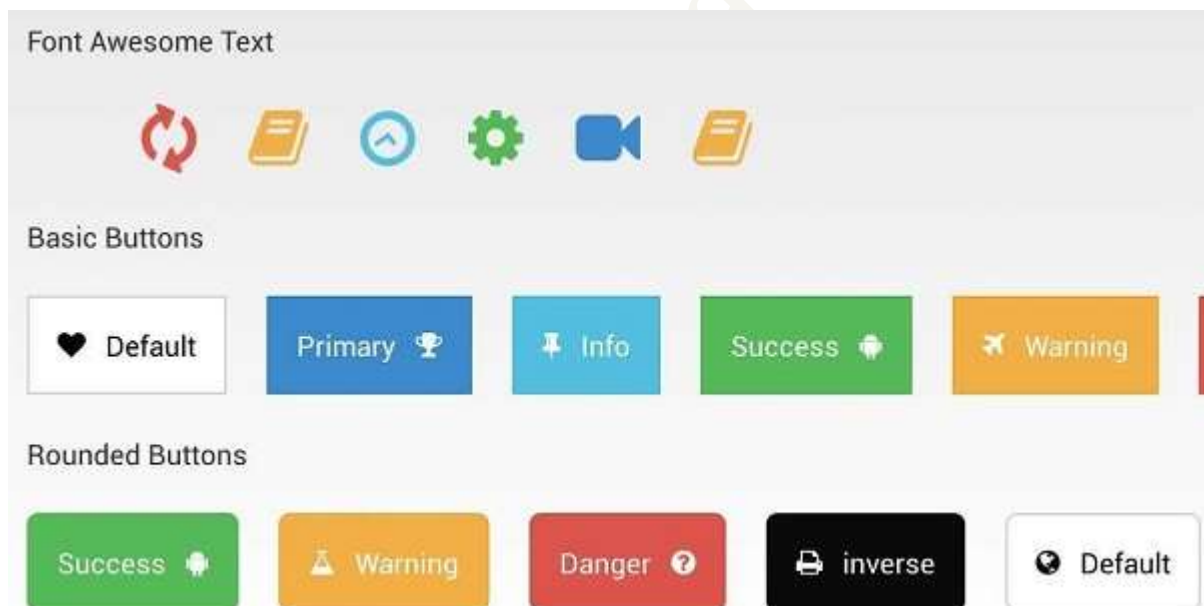 Font Awesome Text
Basic Buttons
Default Primary Info Success Warning
Rounded Buttons
Success Warning Danger inverse Default